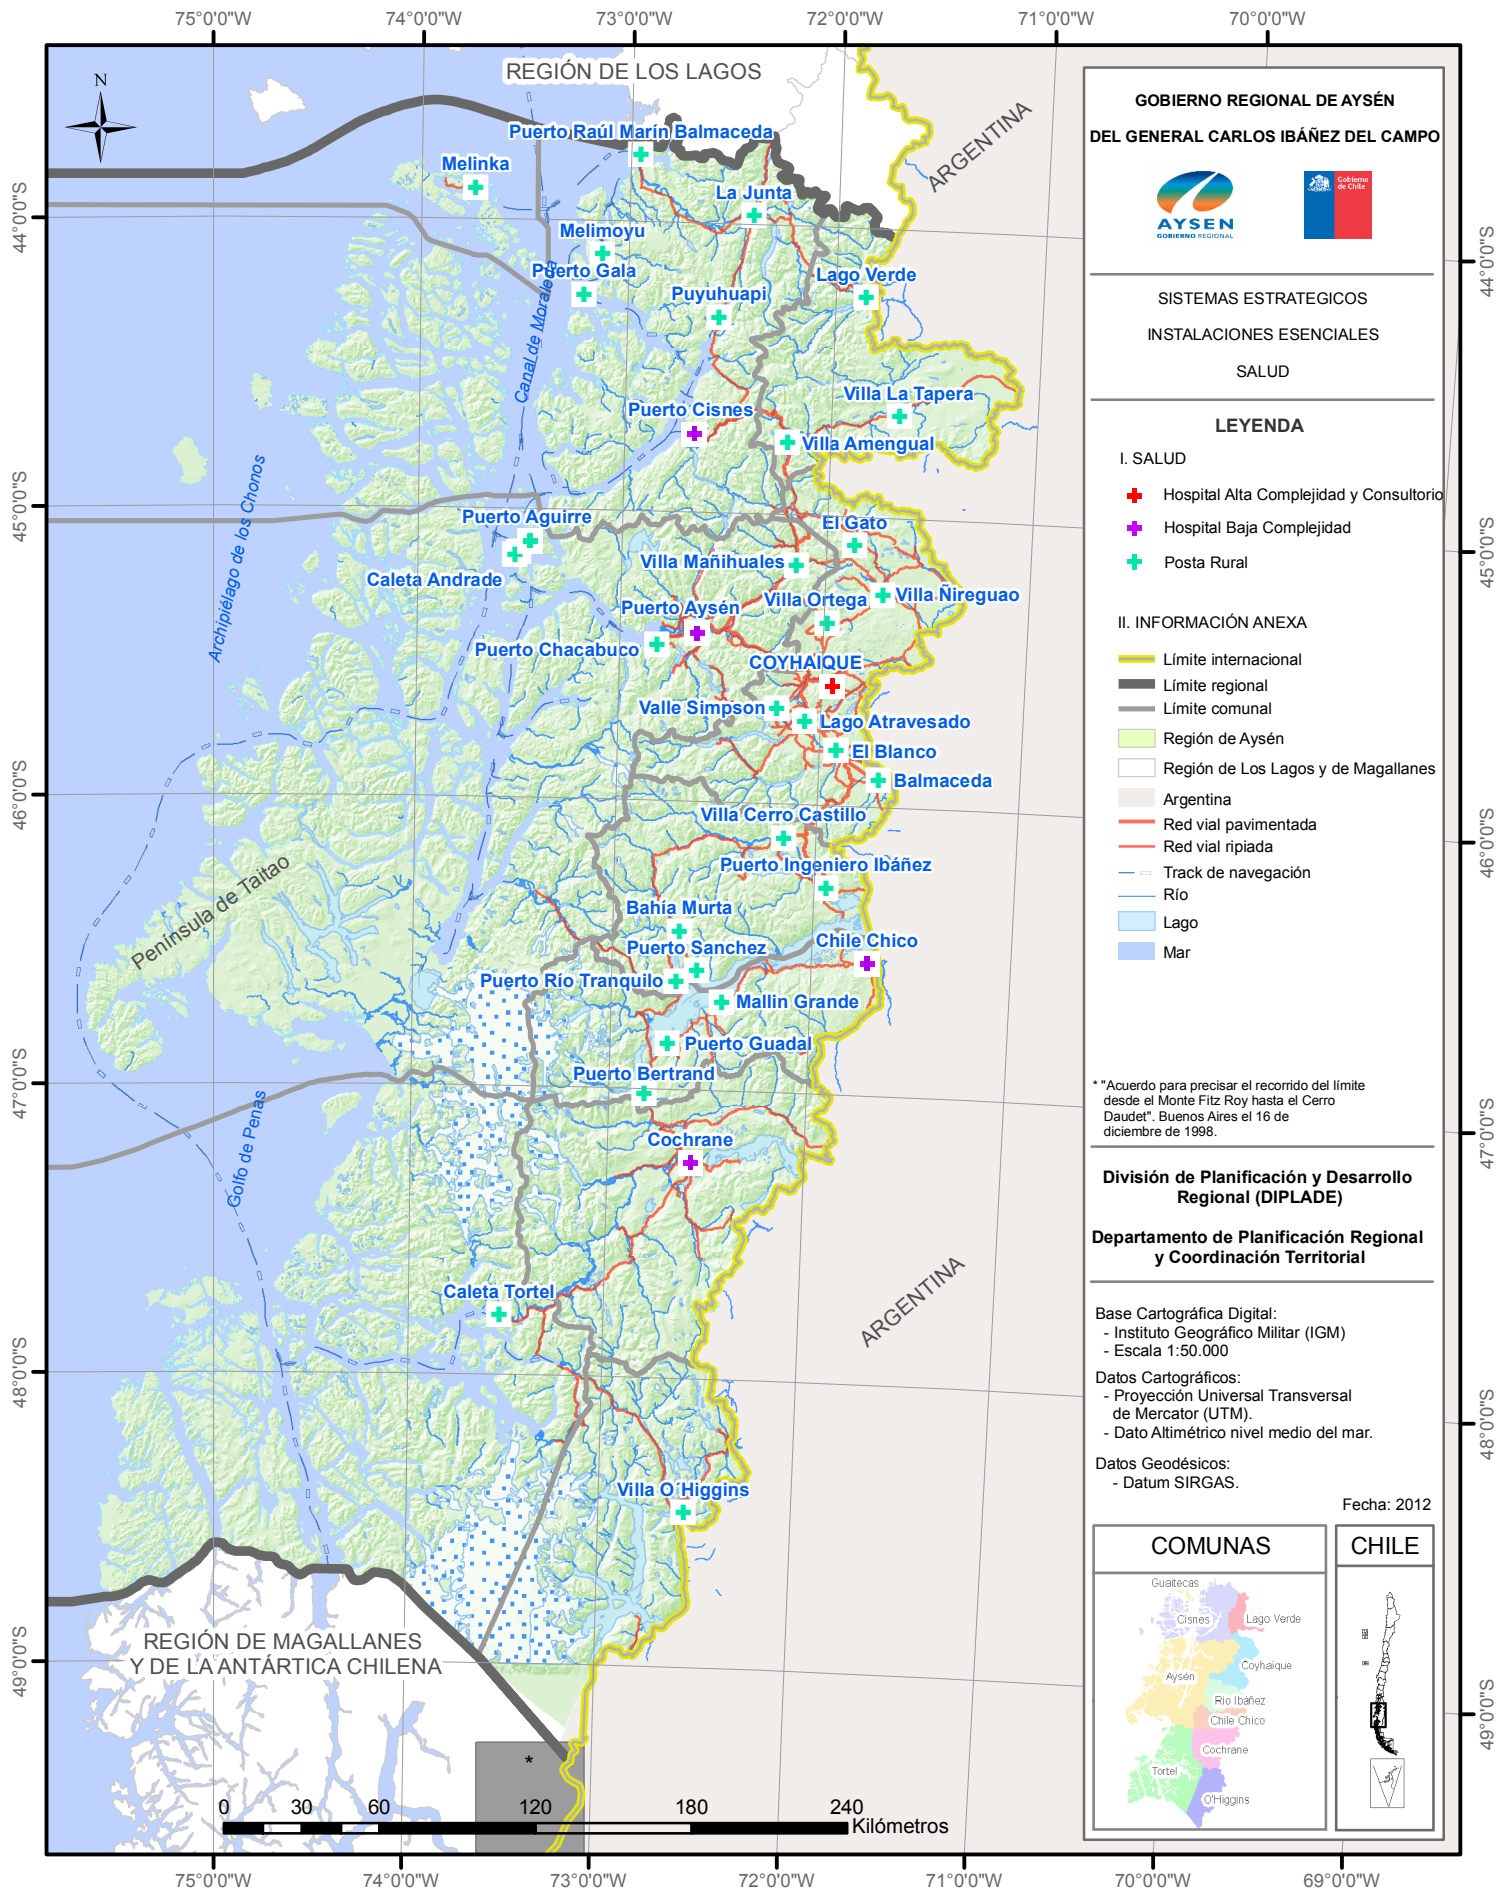 75°0'0"W
74°0'0"W
73°0'0"W
72°0'0"W
71°0'0"W
70°0'0"W
N
REGIÓN DE LOS LAGOS
ARGENTINA
Puerto Raúl Marín Balmaceda
Melinka
La Junta
Melimoyu
Puerto Gala
Lago Verde
Puyuhuapi
Canal de Moraleda
Villa La Tapera
Puerto Cisnes
Villa Amengual
Archipiélago de los Chonos
Puerto Aguirre
El Gato
Villa Mañihuales
Caleta Andrade
Villa Ortega
Villa Ñireguao
Puerto Aysén
Puerto Chacabuco
COYHAIQUE
Valle Simpson
Lago Atravesado
El Blanco
Balmaceda
Villa Cerro Castillo
Puerto Ingeniero Ibáñez
Península de Taitao
Bahía Murta
Puerto Sanchez
Chile Chico
Puerto Río Tranquilo
Mallin Grande
Puerto Guadal
Puerto Bertrand
Golfo de Penas
Cochrane
Caleta Tortel
ARGENTINA
Villa O´Higgins
REGIÓN DE MAGALLANES
Y DE LA ANTÁRTICA CHILENA
*
0 30 60 120 180 240
Kilómetros
44°0'0"S
45°0'0"S
46°0'0"S
47°0'0"S
48°0'0"S
49°0'0"S
GOBIERNO REGIONAL DE AYSÉN
DEL GENERAL CARLOS IBÁÑEZ DEL CAMPO
AYSEN
GOBIERNO REGIONAL
Gobierno
de Chile
SISTEMAS ESTRATEGICOS
INSTALACIONES ESENCIALES
SALUD
LEYENDA
I. SALUD
Hospital Alta Complejidad y Consultorio
Hospital Baja Complejidad
Posta Rural
II. INFORMACIÓN ANEXA
Límite internacional
Límite regional
Límite comunal
Región de Aysén
Región de Los Lagos y de Magallanes
Argentina
Red vial pavimentada
Red vial ripiada
Track de navegación
Río
Lago
Mar
* "Acuerdo para precisar el recorrido del límite
desde el Monte Fitz Roy hasta el Cerro
Daudet". Buenos Aires el 16 de
diciembre de 1998.
División de Planificación y Desarrollo
Regional (DIPLADE)
Departamento de Planificación Regional
y Coordinación Territorial
Base Cartográfica Digital:
- Instituto Geográfico Militar (IGM)
- Escala 1:50.000
Datos Cartográficos:
- Proyección Universal Transversal
de Mercator (UTM).
- Dato Altimétrico nivel medio del mar.
Datos Geodésicos:
- Datum SIRGAS.
Fecha: 2012
COMUNAS
Guaitecas
Cisnes
Lago Verde
Aysén
Coyhaique
Rio Ibáñez
Chile Chico
Cochrane
Tortel
O'Higgins
CHILE
44°0'0"S
45°0'0"S
46°0'0"S
47°0'0"S
48°0'0"S
49°0'0"S
75°0'0"W
74°0'0"W
73°0'0"W
72°0'0"W
71°0'0"W
70°0'0"W
69°0'0"W